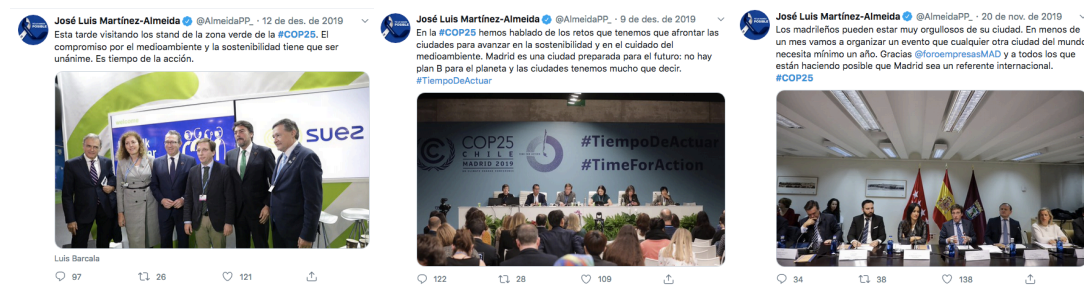 José Luis Martínez-Almeida @AlmeidaPP_ · 12 de des. de 2019
Esta tarde visitando los stand de la zona verde de la #COP25. El
compromiso por el medioambiente y la sostenibilidad tiene que ser
unánime. Es tiempo de la acción.
suez
Luis Barcala
97 26 121
José Luis Martínez-Almeida @AlmeidaPP_ · 9 de des. de 2019
En la #COP25 hemos hablado de los retos que tenemos que afrontar las
ciudades para avanzar en la sostenibilidad y en el cuidado del
medioambiente. Madrid es una ciudad preparada para el futuro: no hay
plan B para el planeta y las ciudades tenemos mucho que decir.
#TiempoDeActuar
COP25
CHILE
MADRID 2019
#TiempoDeActuar
#TimeForAction
122 28 109
José Luis Martínez-Almeida @AlmeidaPP_ · 20 de nov. de 2019
Los madrileños pueden estar muy orgullosos de su ciudad. En menos de
un mes vamos a organizar un evento que cualquier otra ciudad del mundo
necesita mínimo un año. Gracias @foroempresasMAD y a todos los que
están haciendo posible que Madrid sea un referente internacional.
#COP25
34 38 138